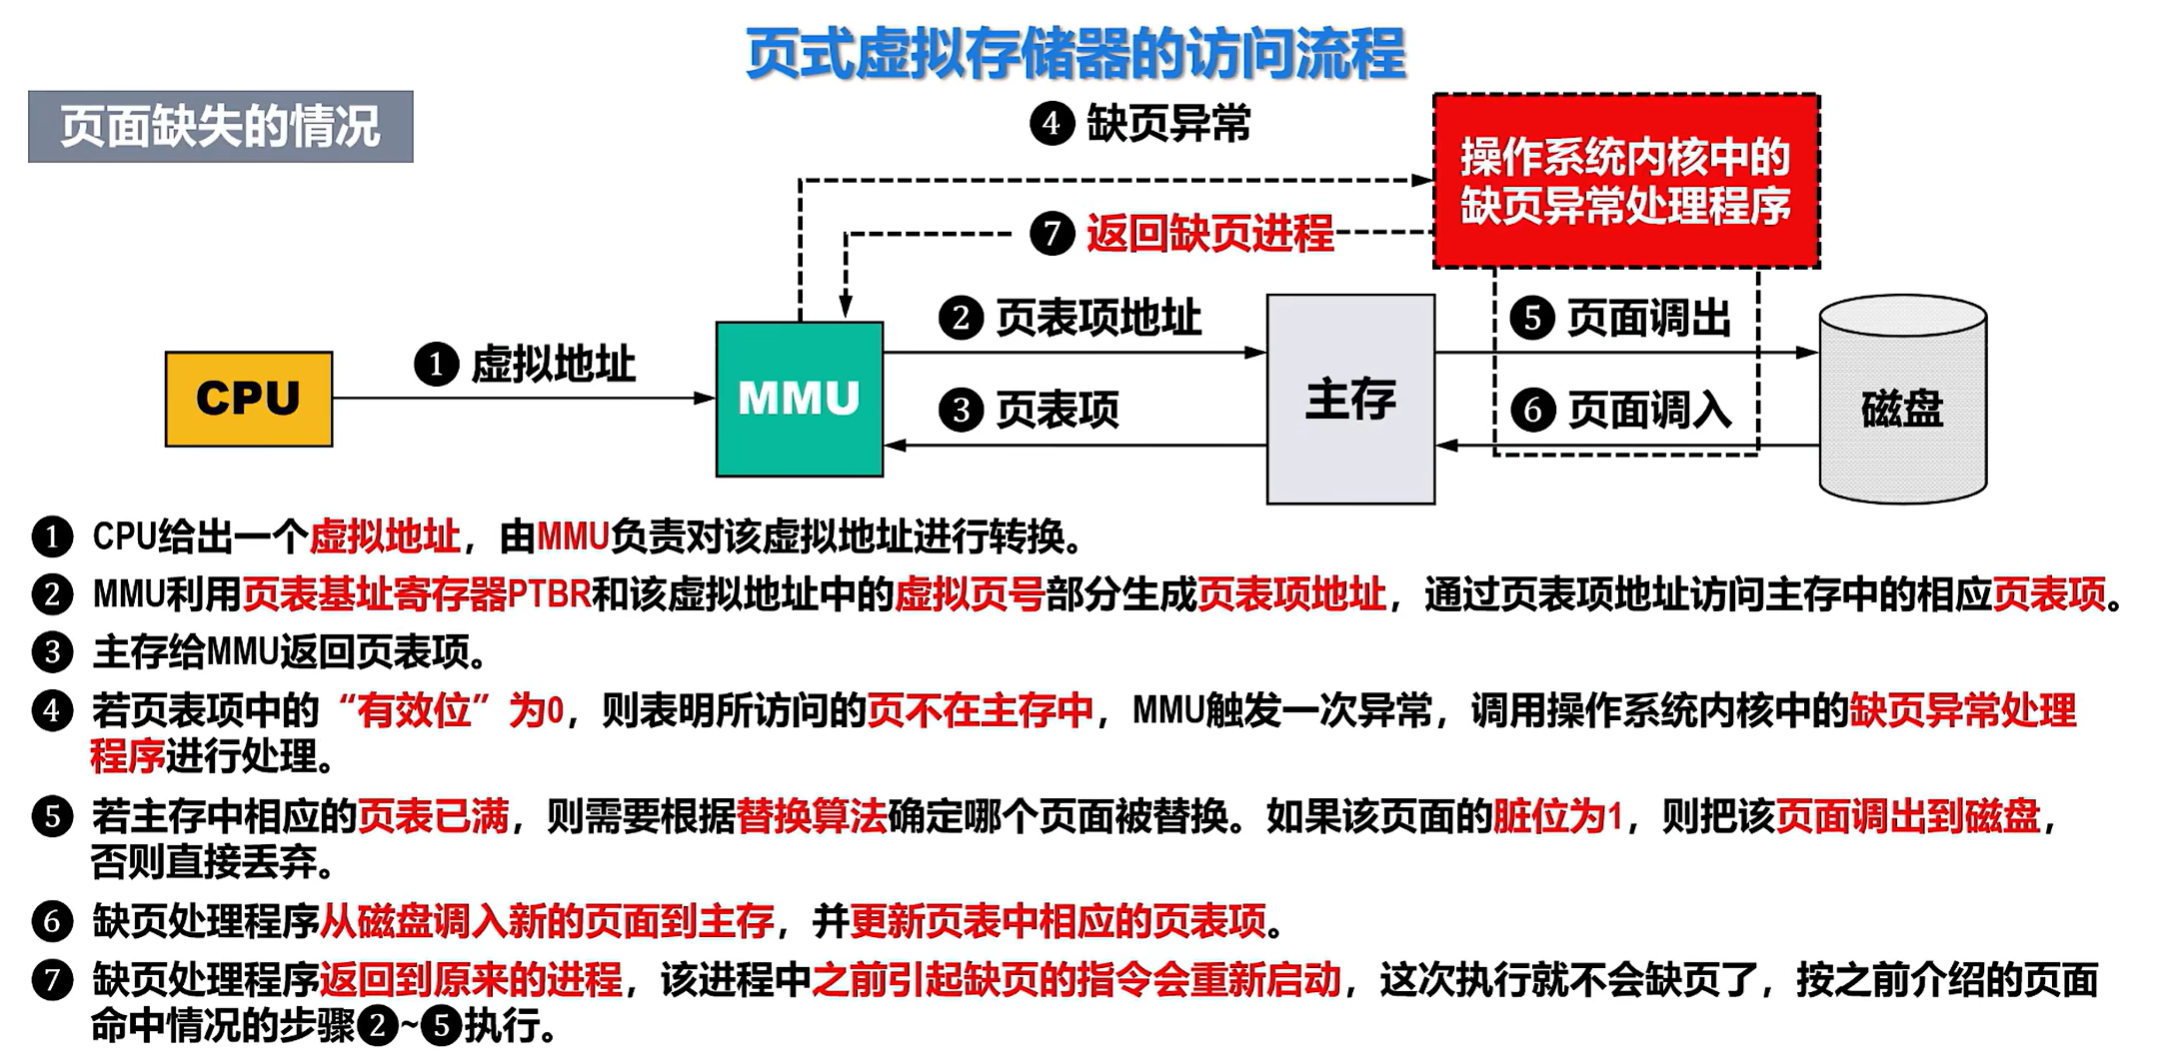 页式虚拟存储器的访问流程
页面缺失的情况
❹ 缺页异常
操作系统内核中的
缺页异常处理程序
❼ 返回缺页进程
❶ 虚拟地址
❷ 页表项地址
❺ 页面调出
CPU
MMU
主存
磁盘
❸ 页表项
❻ 页面调入
❶ CPU给出一个虚拟地址，由MMU负责对该虚拟地址进行转换。
❷ MMU利用页表基址寄存器PTBR和该虚拟地址中的虚拟页号部分生成页表项地址，通过页表项地址访问主存中的相应页表项。
❸ 主存给MMU返回页表项。
❹ 若页表项中的“有效位”为0，则表明所访问的页不在主存中，MMU触发一次异常，调用操作系统内核中的缺页异常处理
程序进行处理。
❺ 若主存中相应的页表已满，则需要根据替换算法确定哪个页面被替换。如果该页面的脏位为1，则把该页面调出到磁盘，
否则直接丢弃。
❻ 缺页处理程序从磁盘调入新的页面到主存，并更新页表中相应的页表项。
❼ 缺页处理程序返回到原来的进程，该进程中之前引起缺页的指令会重新启动，这次执行就不会缺页了，按之前介绍的页面
命中情况的步骤❷~❺执行。